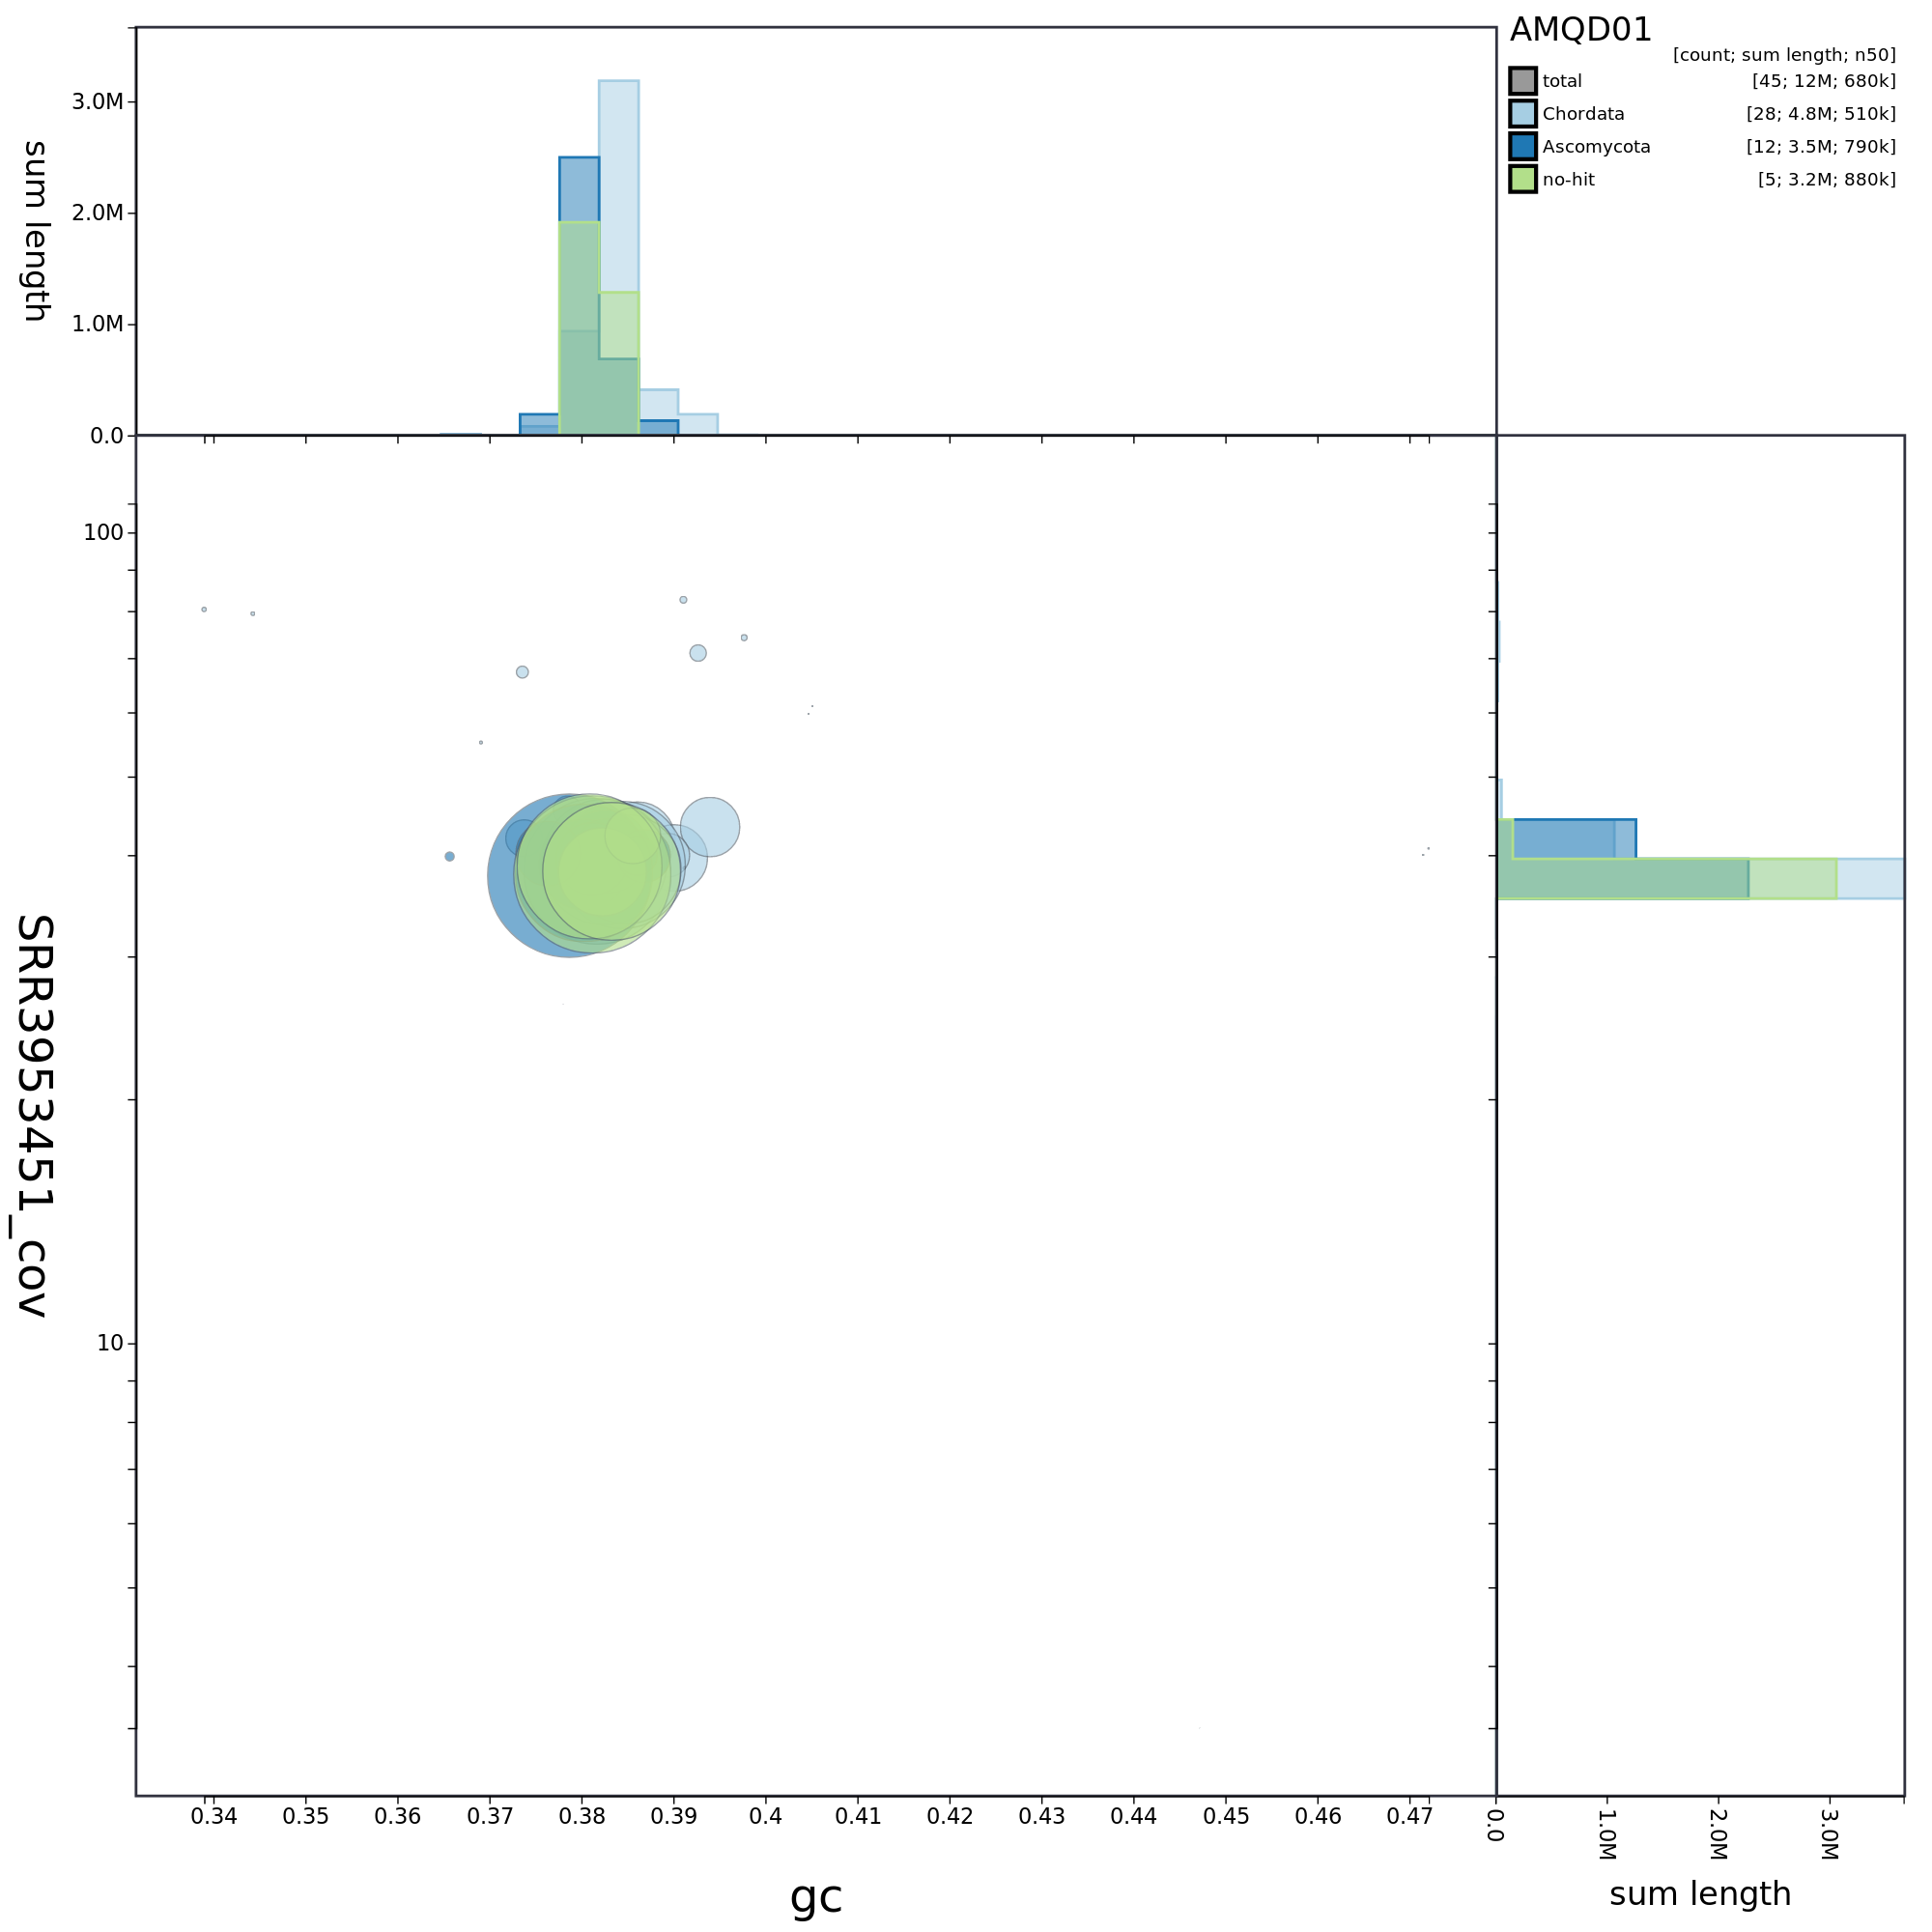 AMQD01
[count; sum length; n50]
total [45; 12M; 680k]
Chordata [28; 4.8M; 510k]
Ascomycota [12; 3.5M; 790k]
no-hit [5; 3.2M; 880k]
sum length
3.0M
2.0M
1.0M
0.0
SRR3953451_cov
100
10
0.34 0.35 0.36 0.37 0.38 0.39 0.4 0.41 0.42 0.43 0.44 0.45 0.46 0.47
gc
0.0 1.0M 2.0M 3.0M
sum length